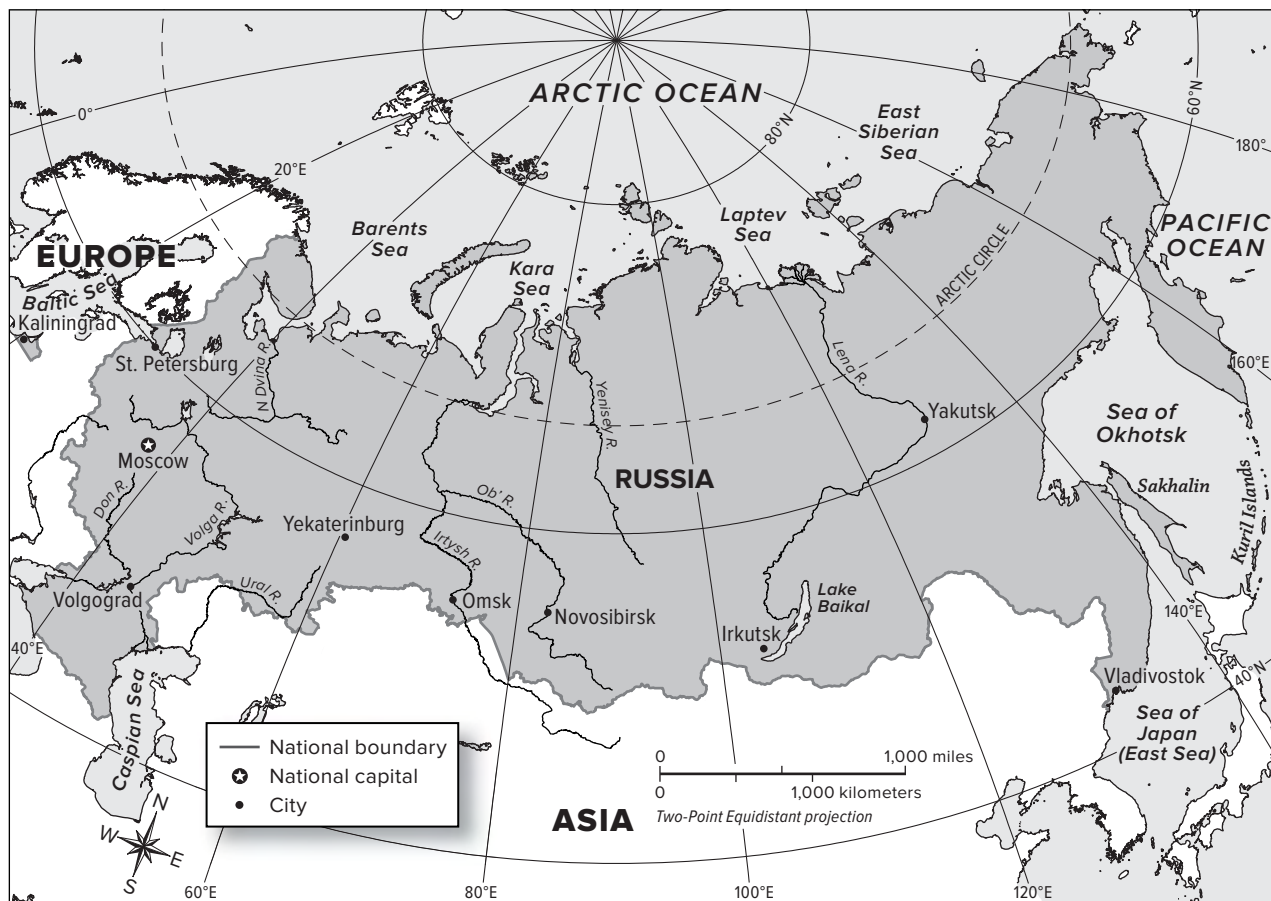 ARCTIC OCEAN
80°N
60°N
East
Siberian
Sea
0°
180°
20°E
Laptev
Sea
Barents
Sea
PACIFIC
OCEAN
EUROPE
Kara
Sea
ARCTIC CIRCLE
Baltic Sea
Kaliningrad
St. Petersburg
N Dvina R.
Lena R.
160°E
Yenisey R.
Yakutsk
Sea of
Okhotsk
Moscow
RUSSIA
Sakhalin
Kuril Islands
Don R.
Ob' R.
Volga R.
Yekaterinburg
Irtysh R.
Ural R.
Volgograd
Omsk
Novosibirsk
Lake
Baikal
Irkutsk
140°E
40°E
40°N
Vladivostok
Caspian Sea
Sea of
Japan
(East Sea)
National boundary
National capital
City
0
1,000 miles
0
1,000 kilometers
Two-Point Equidistant projection
ASIA
N
W
E
S
60°E
80°E
100°E
120°E